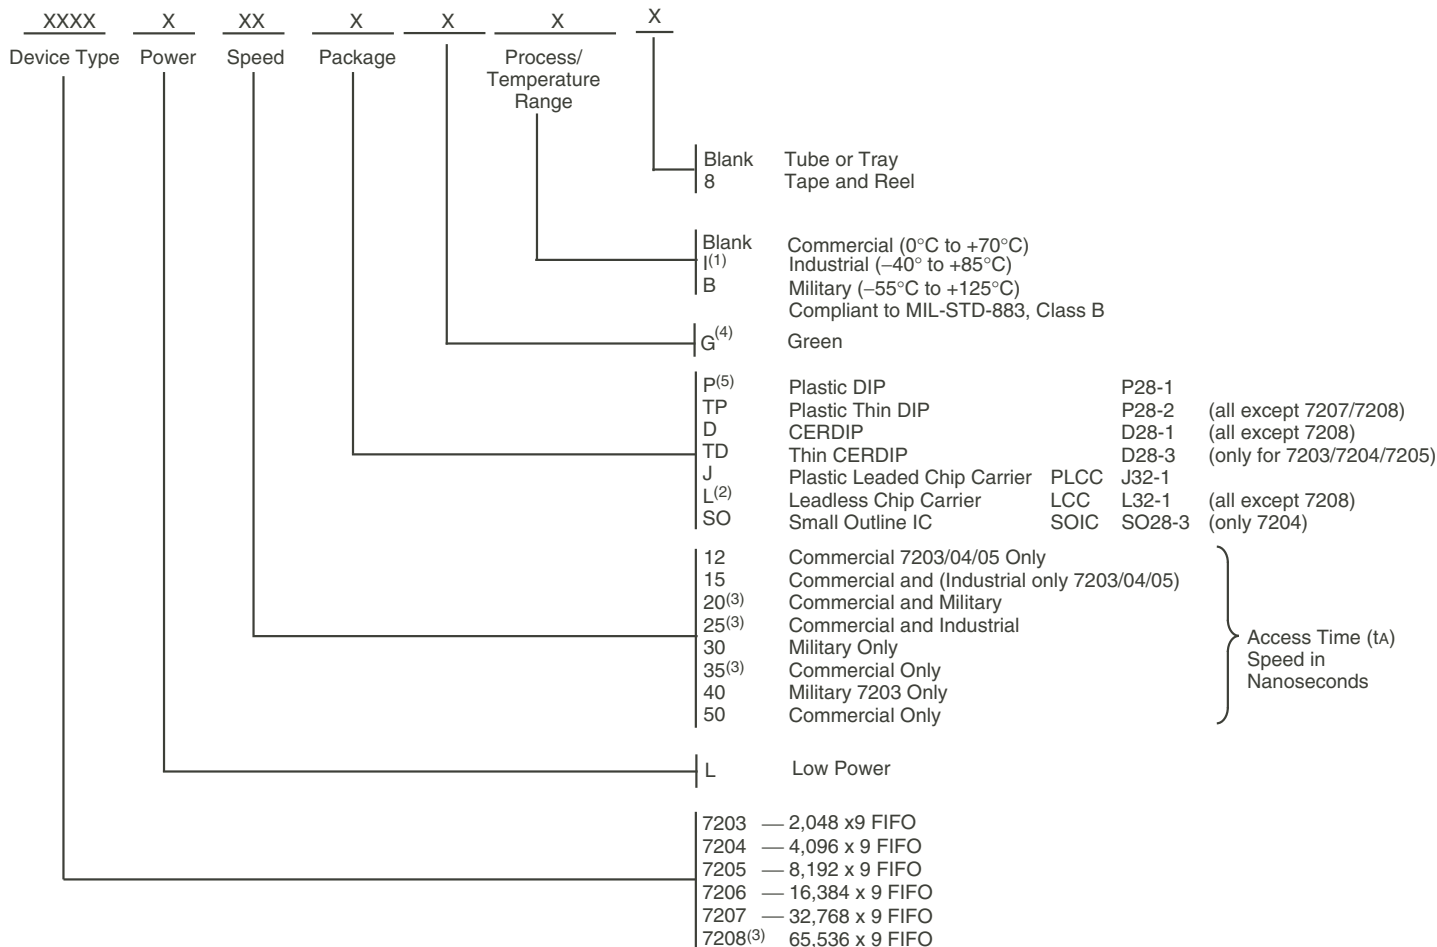 XXXX X XX X X X X
Device Type Power Speed Package Process/
Temperature
Range
Blank Tube or Tray
8 Tape and Reel
Blank Commercial (0°C to +70°C)
I(1) Industrial (–40° to +85°C)
B Military (–55°C to +125°C)
Compliant to MIL-STD-883, Class B
G(4) Green
P(5) Plastic DIP P28-1
TP Plastic Thin DIP P28-2 (all except 7207/7208)
D CERDIP D28-1 (all except 7208)
TD Thin CERDIP D28-3 (only for 7203/7204/7205)
J Plastic Leaded Chip Carrier PLCC J32-1
L(2) Leadless Chip Carrier LCC L32-1 (all except 7208)
SO Small Outline IC SOIC SO28-3 (only 7204)
12 Commercial 7203/04/05 Only
15 Commercial and (Industrial only 7203/04/05)
20(3) Commercial and Military
25(3) Commercial and Industrial
30 Military Only
35(3) Commercial Only
40 Military 7203 Only
50 Commercial Only
Access Time (tA)
Speed in
Nanoseconds
L Low Power
7203 — 2,048 x9 FIFO
7204 — 4,096 x 9 FIFO
7205 — 8,192 x 9 FIFO
7206 — 16,384 x 9 FIFO
7207 — 32,768 x 9 FIFO
7208(3) 65,536 x 9 FIFO